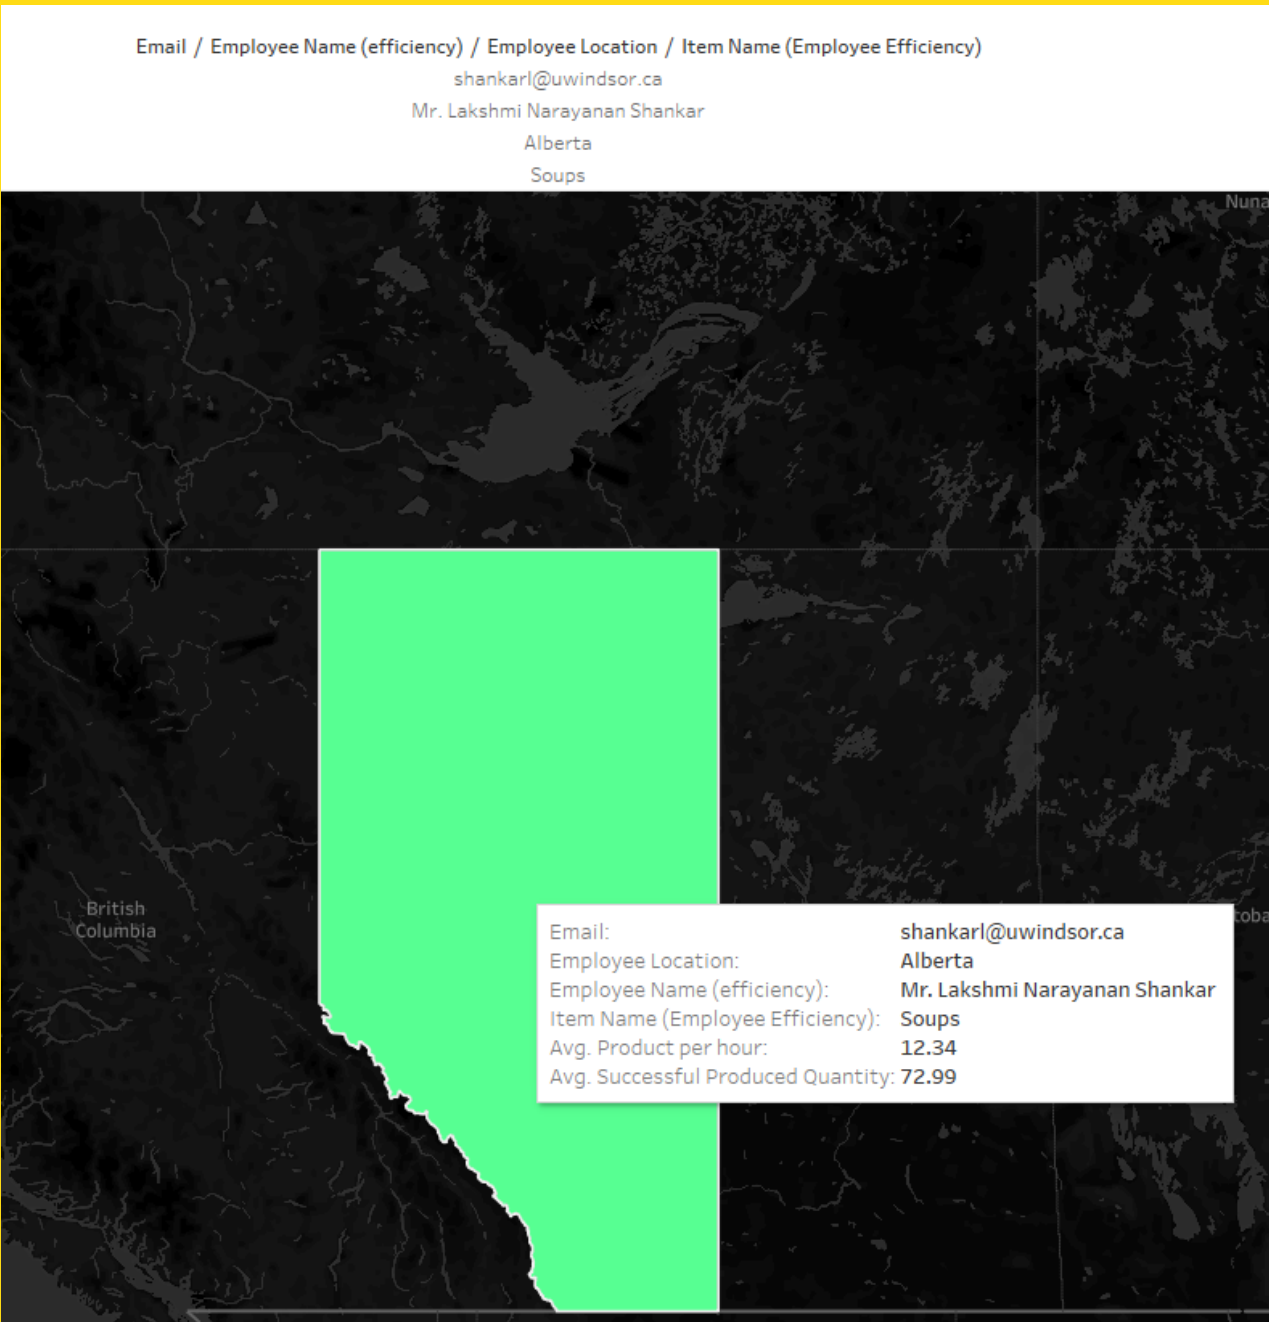 Email / Employee Name (efficiency) / Employee Location / Item Name (Employee Efficiency)
shankarl@uwindsor.ca
Mr. Lakshmi Narayanan Shankar
Alberta
Soups
Nuna
British
Columbia
toba
Email: shankarl@uwindsor.ca
Employee Location: Alberta
Employee Name (efficiency): Mr. Lakshmi Narayanan Shankar
Item Name (Employee Efficiency): Soups
Avg. Product per hour: 12.34
Avg. Successful Produced Quantity: 72.99